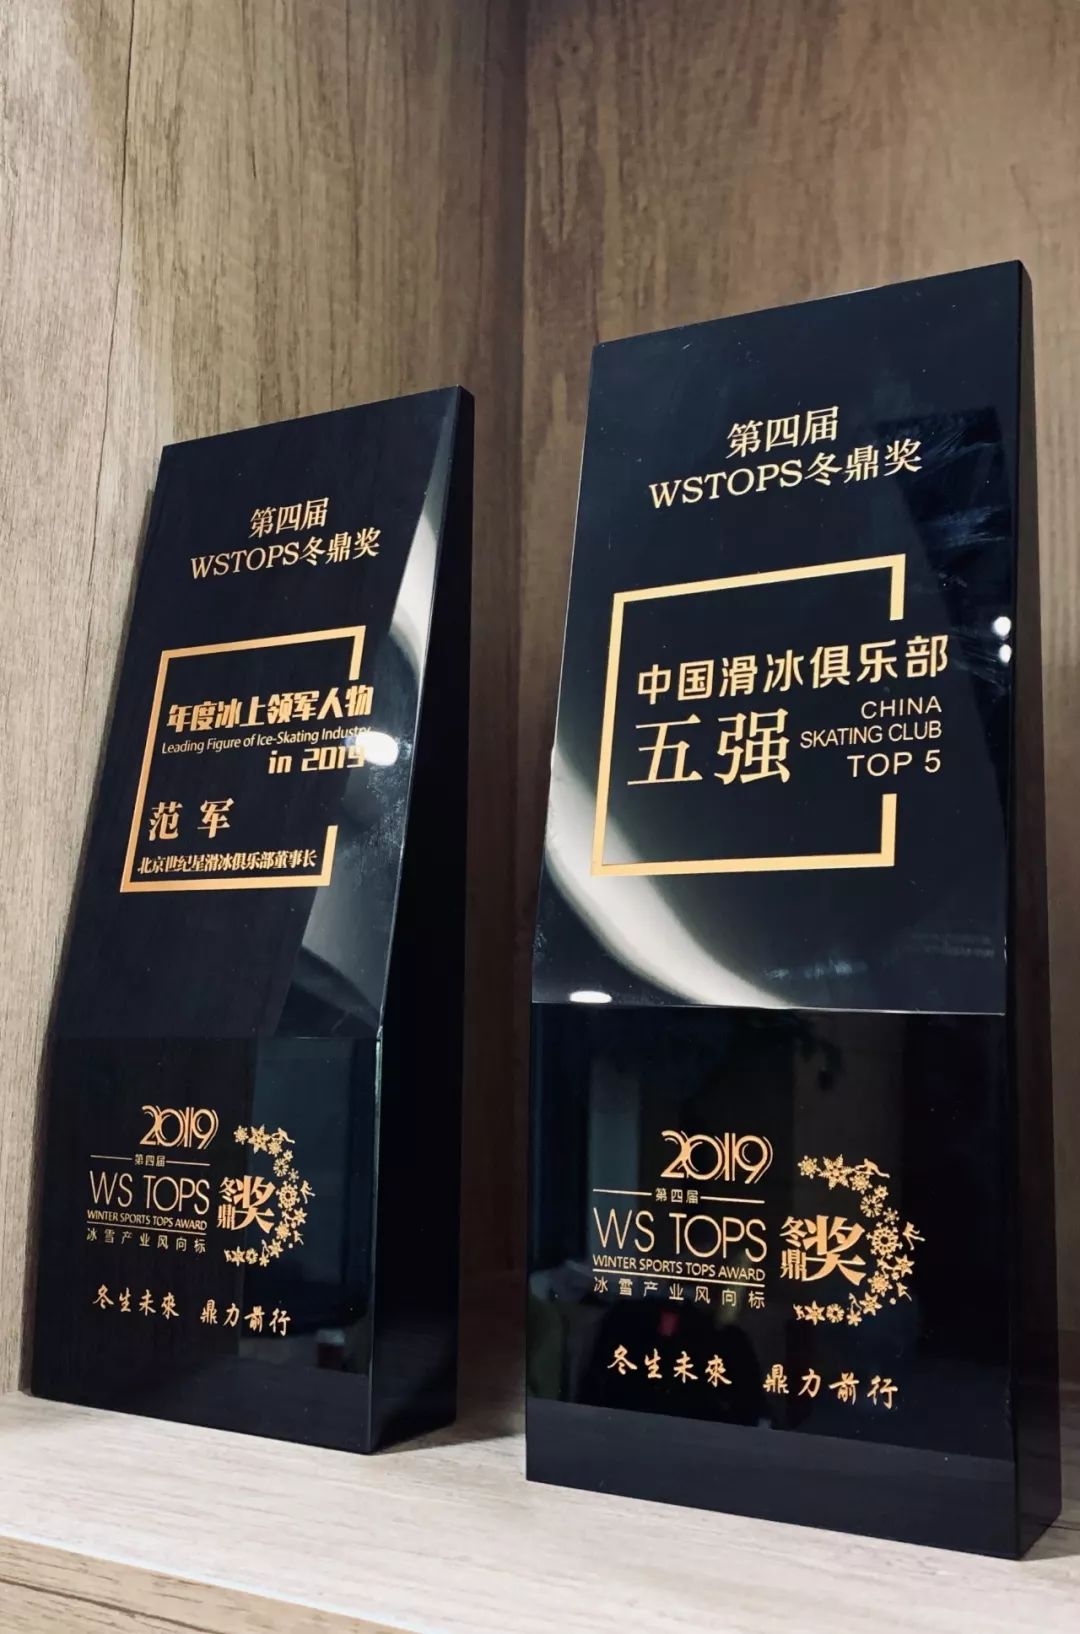 第四届
WSTOPS冬鼎奖
年度冰上领军人物
Leading Figure of Ice-Skating Industry
in 2019
范军
北京世纪星滑冰俱乐部董事长
2019
第四届
WS TOPS
WINTER SPORTS TOPS AWARD
冰雪产业风向标
冬鼎奖
冬生未來 鼎力前行
第四届
WSTOPS冬鼎奖
中国滑冰俱乐部
五强
CHINA
SKATING CLUB
TOP 5
2019
第四届
WS TOPS
WINTER SPORTS TOPS AWARD
冰雪产业风向标
冬鼎奖
冬生未來 鼎力前行